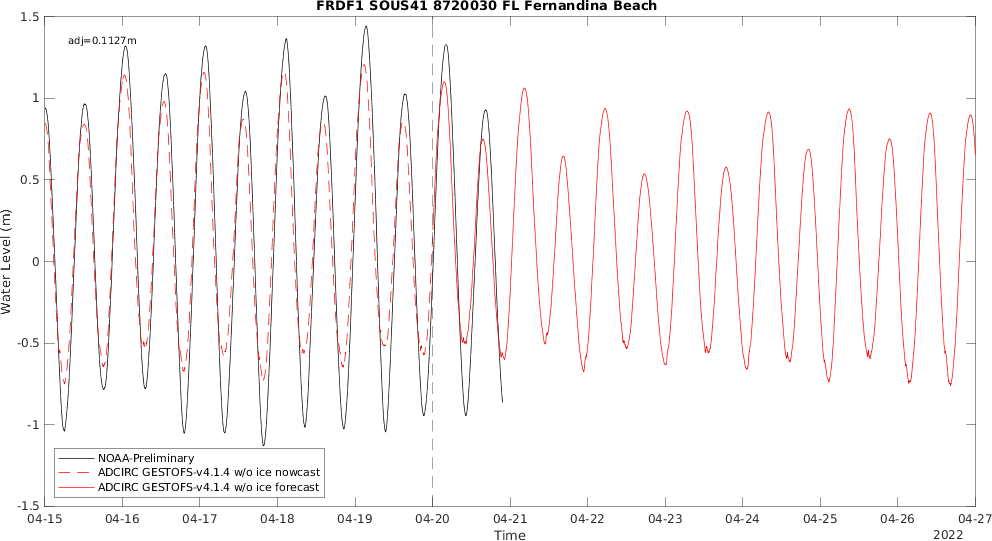 FRDF1 SOUS41 8720030 FL Fernandina Beach
adj=0.1127m
1.5
1
0.5
0
-0.5
-1
-1.5
Water Level (m)
NOAA-Preliminary
ADCIRC GESTOFS-v4.1.4 w/o ice nowcast
ADCIRC GESTOFS-v4.1.4 w/o ice forecast
04-15 04-16 04-17 04-18 04-19 04-20 04-21 04-22 04-23 04-24 04-25 04-26 04-27
Time
2022